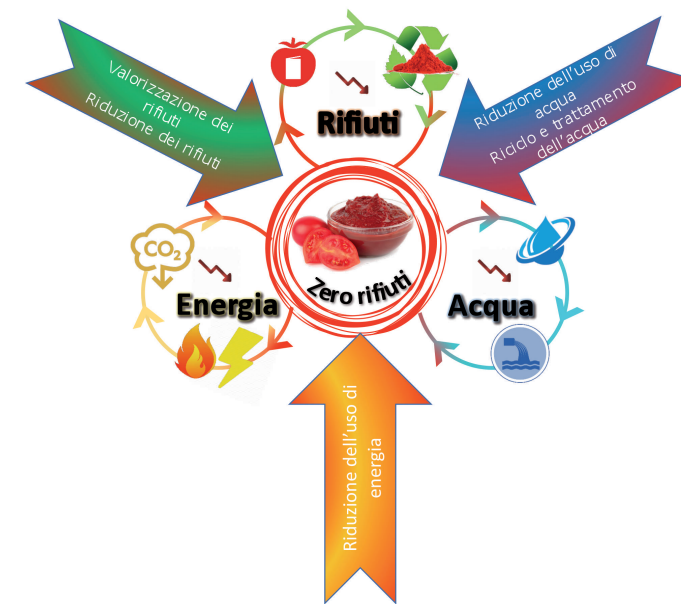 Valorizzazione dei
rifiuti
Riduzione dei rifiuti
Riduzione dell'uso di
acqua
Riciclo e trattamento
dell'acqua
Rifiuti
CO2
Energia
Zero rifiuti
Acqua
Riduzione dell'uso di
energia